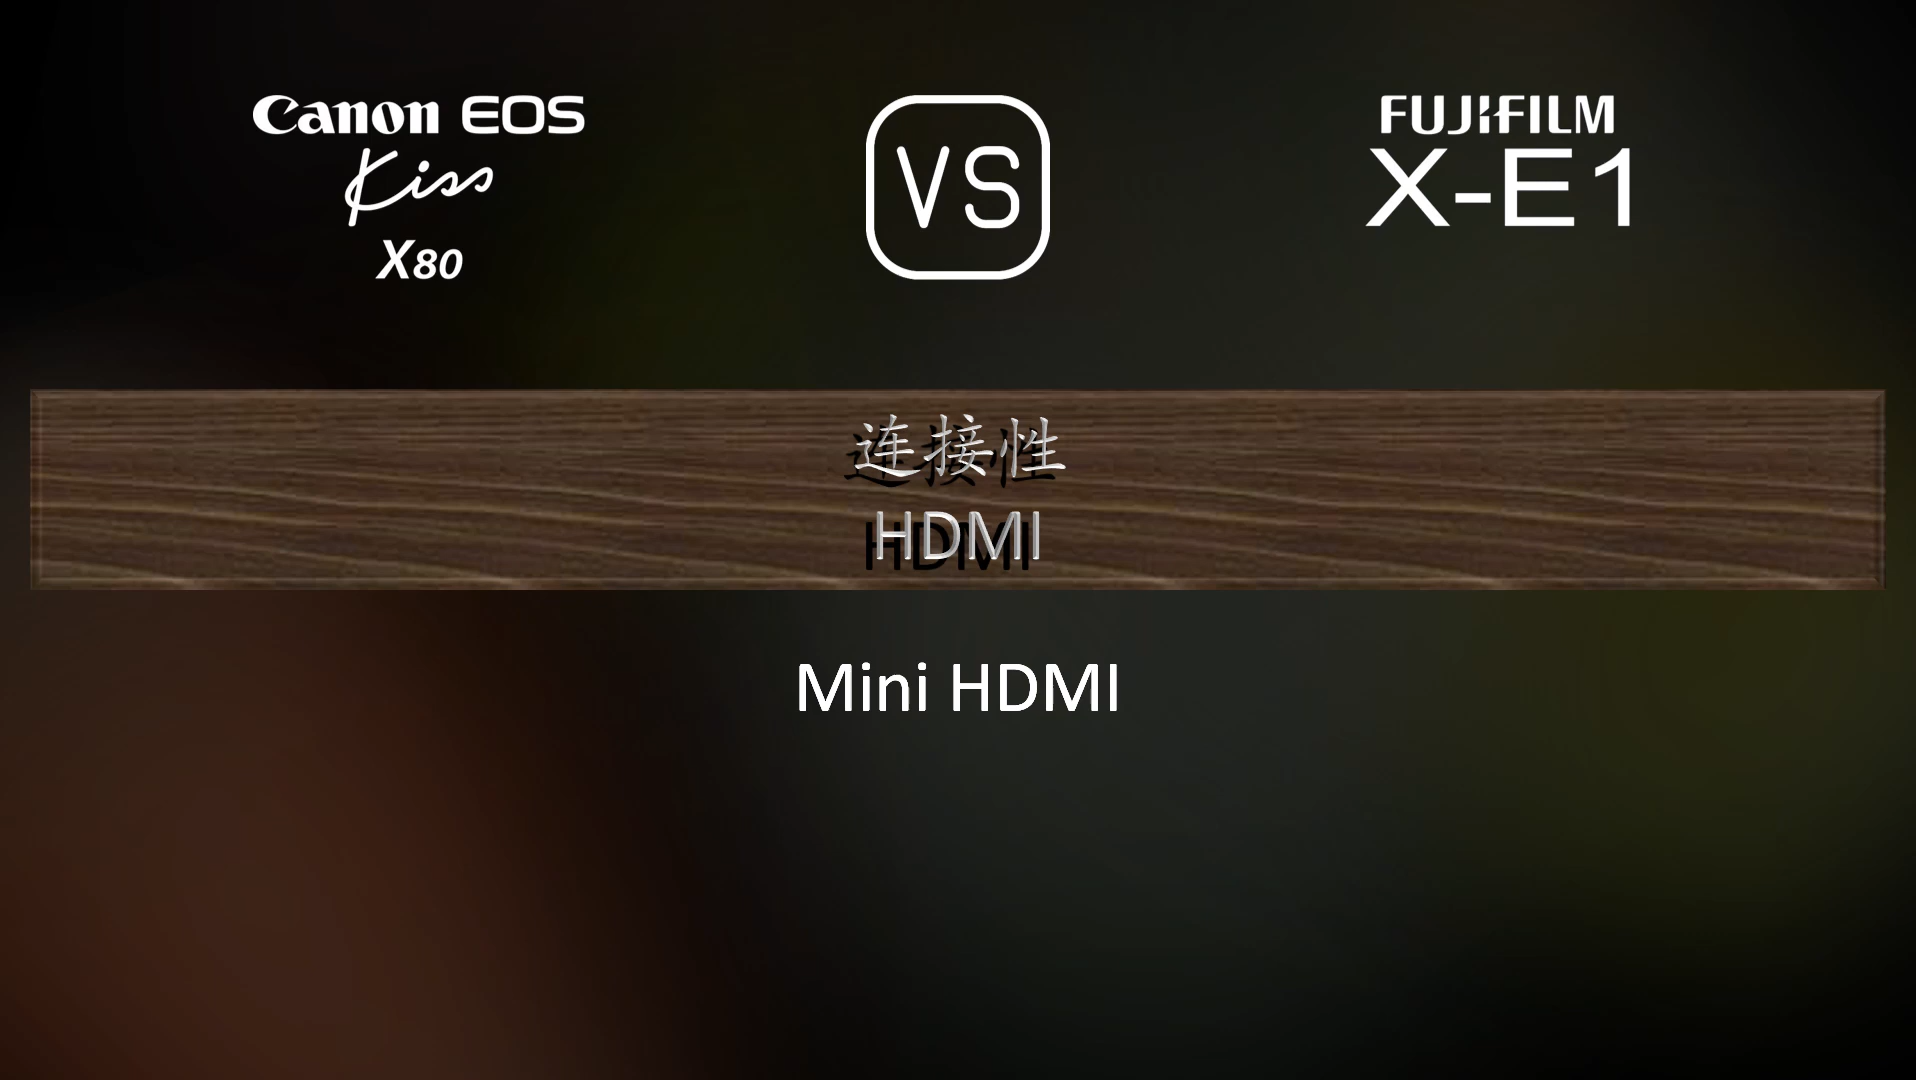 Canon EOS
Kiss
X80
VS
FUJIFILM
X-E1
连接性
HDMI
Mini HDMI